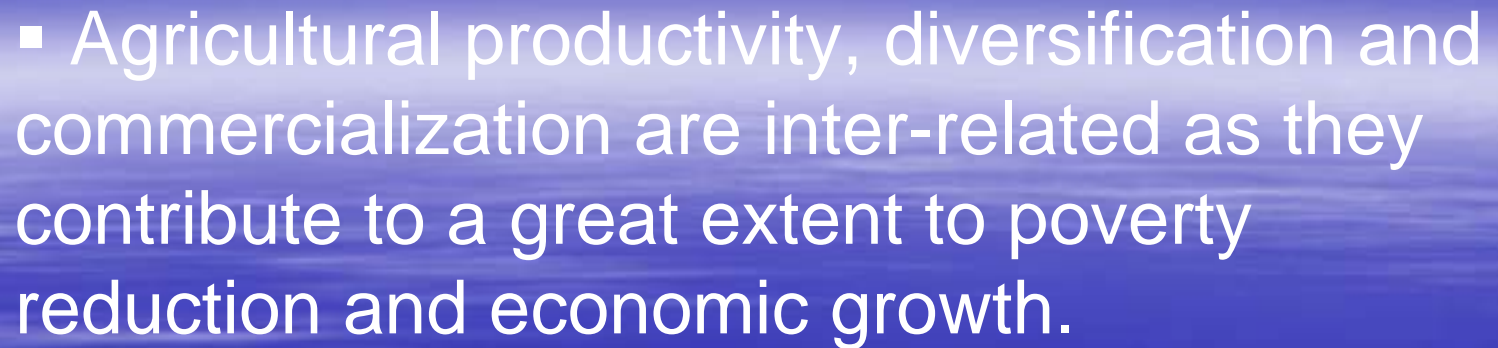 ▪ Agricultural productivity, diversification and
commercialization are inter-related as they
contribute to a great extent to poverty
reduction and economic growth.